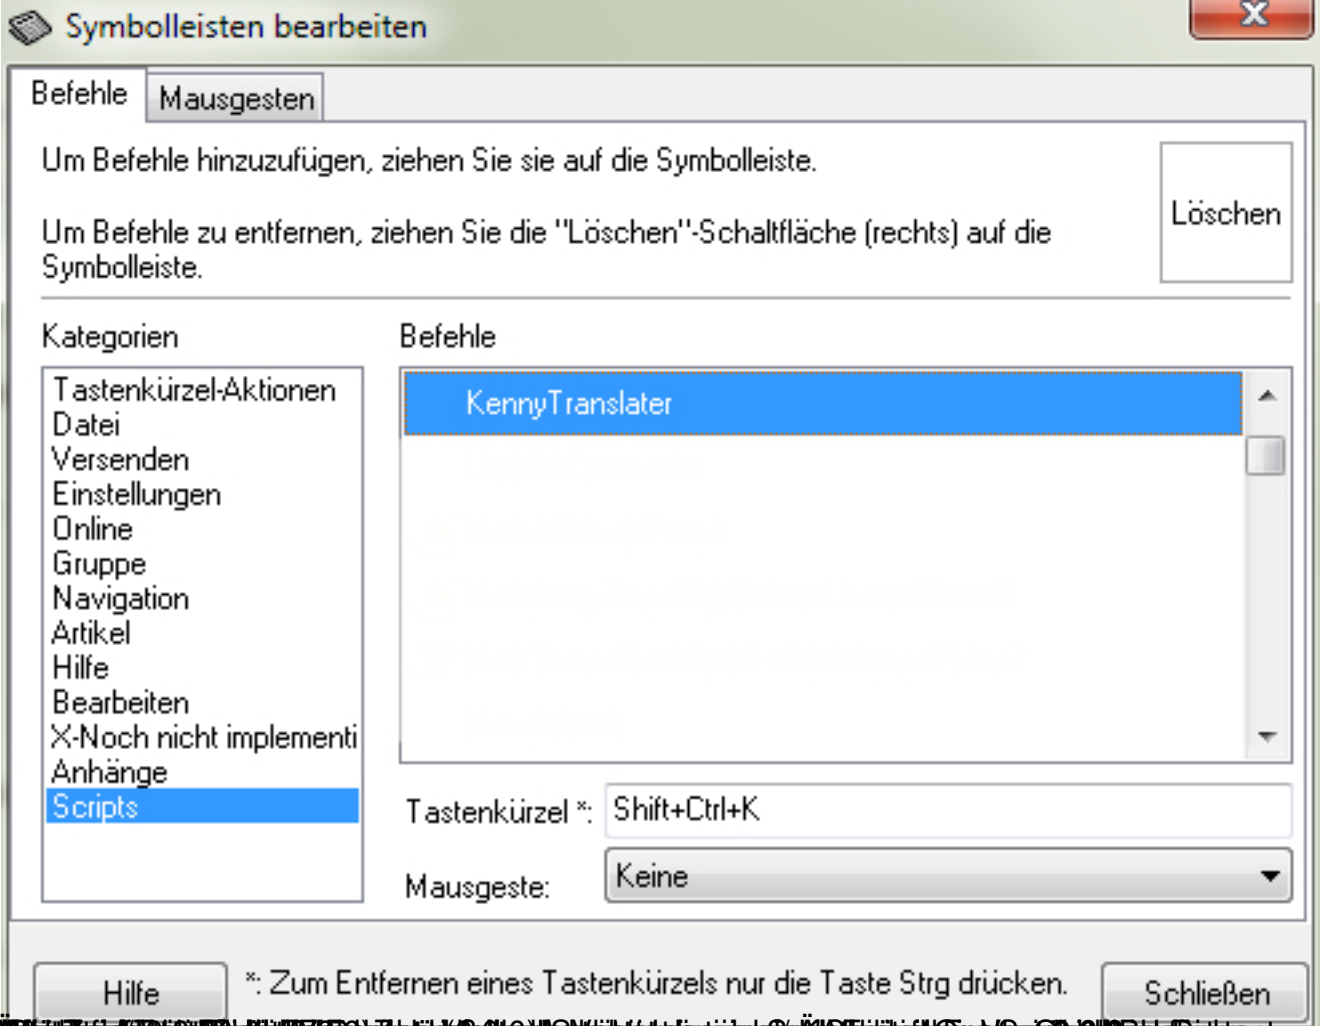 Symbolleisten bearbeiten
Befehle
Mausgesten
Um Befehle hinzuzufügen, ziehen Sie sie auf die Symbolleiste.
Um Befehle zu entfernen, ziehen Sie die "Löschen"-Schaltfläche (rechts) auf die
Symbolleiste.
Löschen
Kategorien
Tastenkürzel-Aktionen
Datei
Versenden
Einstellungen
Online
Gruppe
Navigation
Artikel
Hilfe
Bearbeiten
X-Noch nicht implementi
Anhänge
Scripts
Befehle
KennyTranslater
Tastenkürzel *:
Shift+Ctrl+K
Mausgeste:
Keine
Hilfe
*: Zum Entfernen eines Tastenkürzels nur die Taste Strg drücken.
Schließen